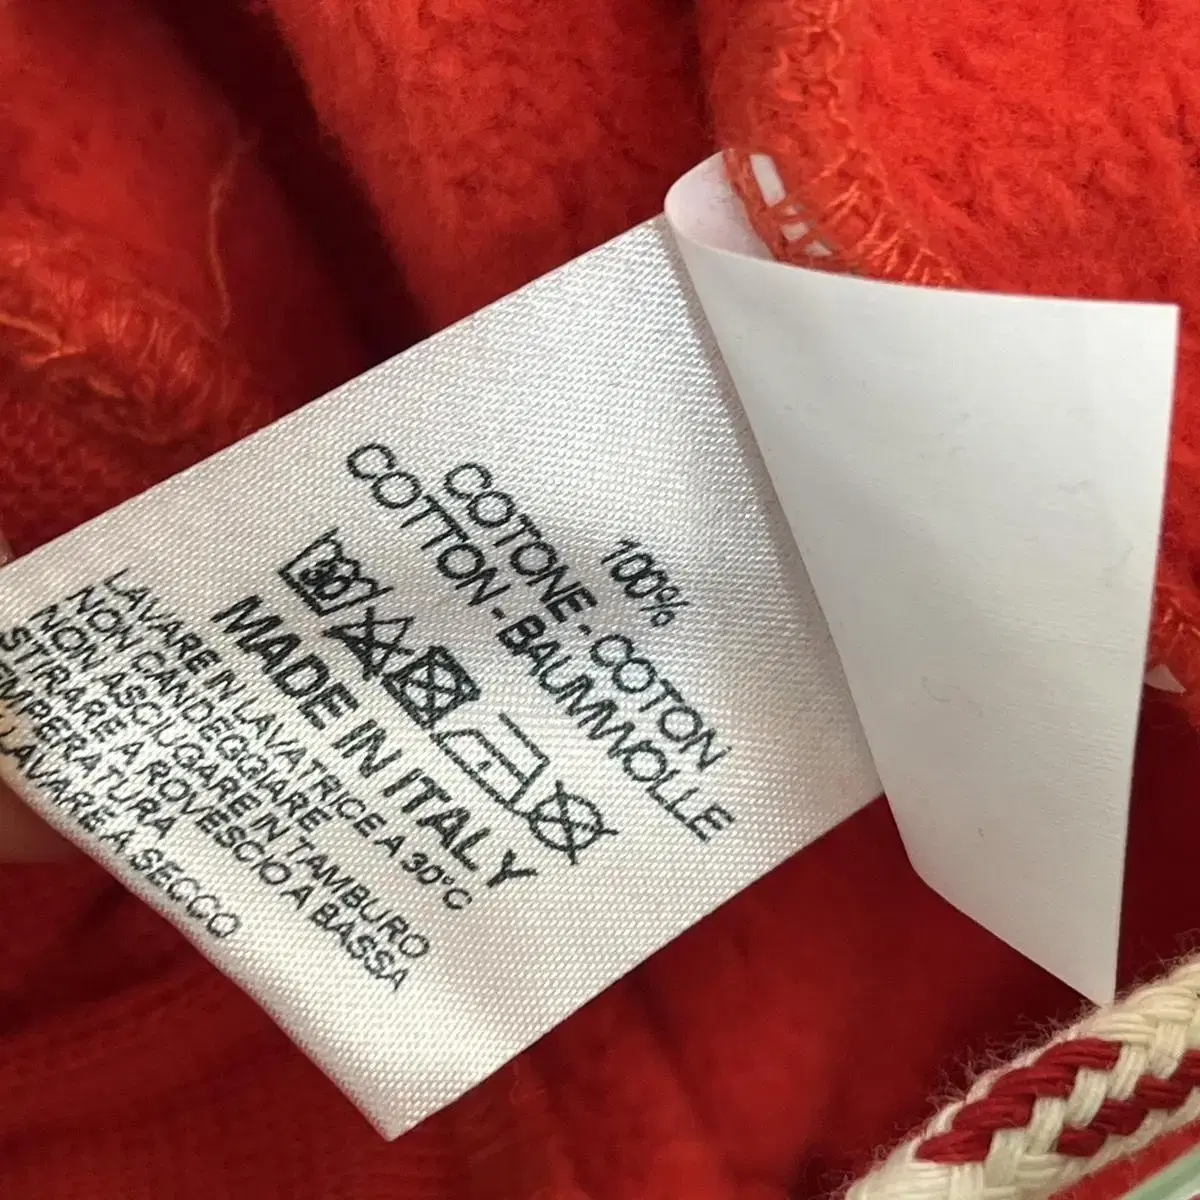 100%
COTONE - COTON
COTTON - BAUMWOLLE
30
MADE IN ITALY
LAVARE IN LAVATRICE A 30°C
NON CANDEGGIARE
NON ASCIUGARE IN TAMBURO
STIRARE A ROVESCIO A BASSA
TEMPERATURA
LAVARE A SECCO